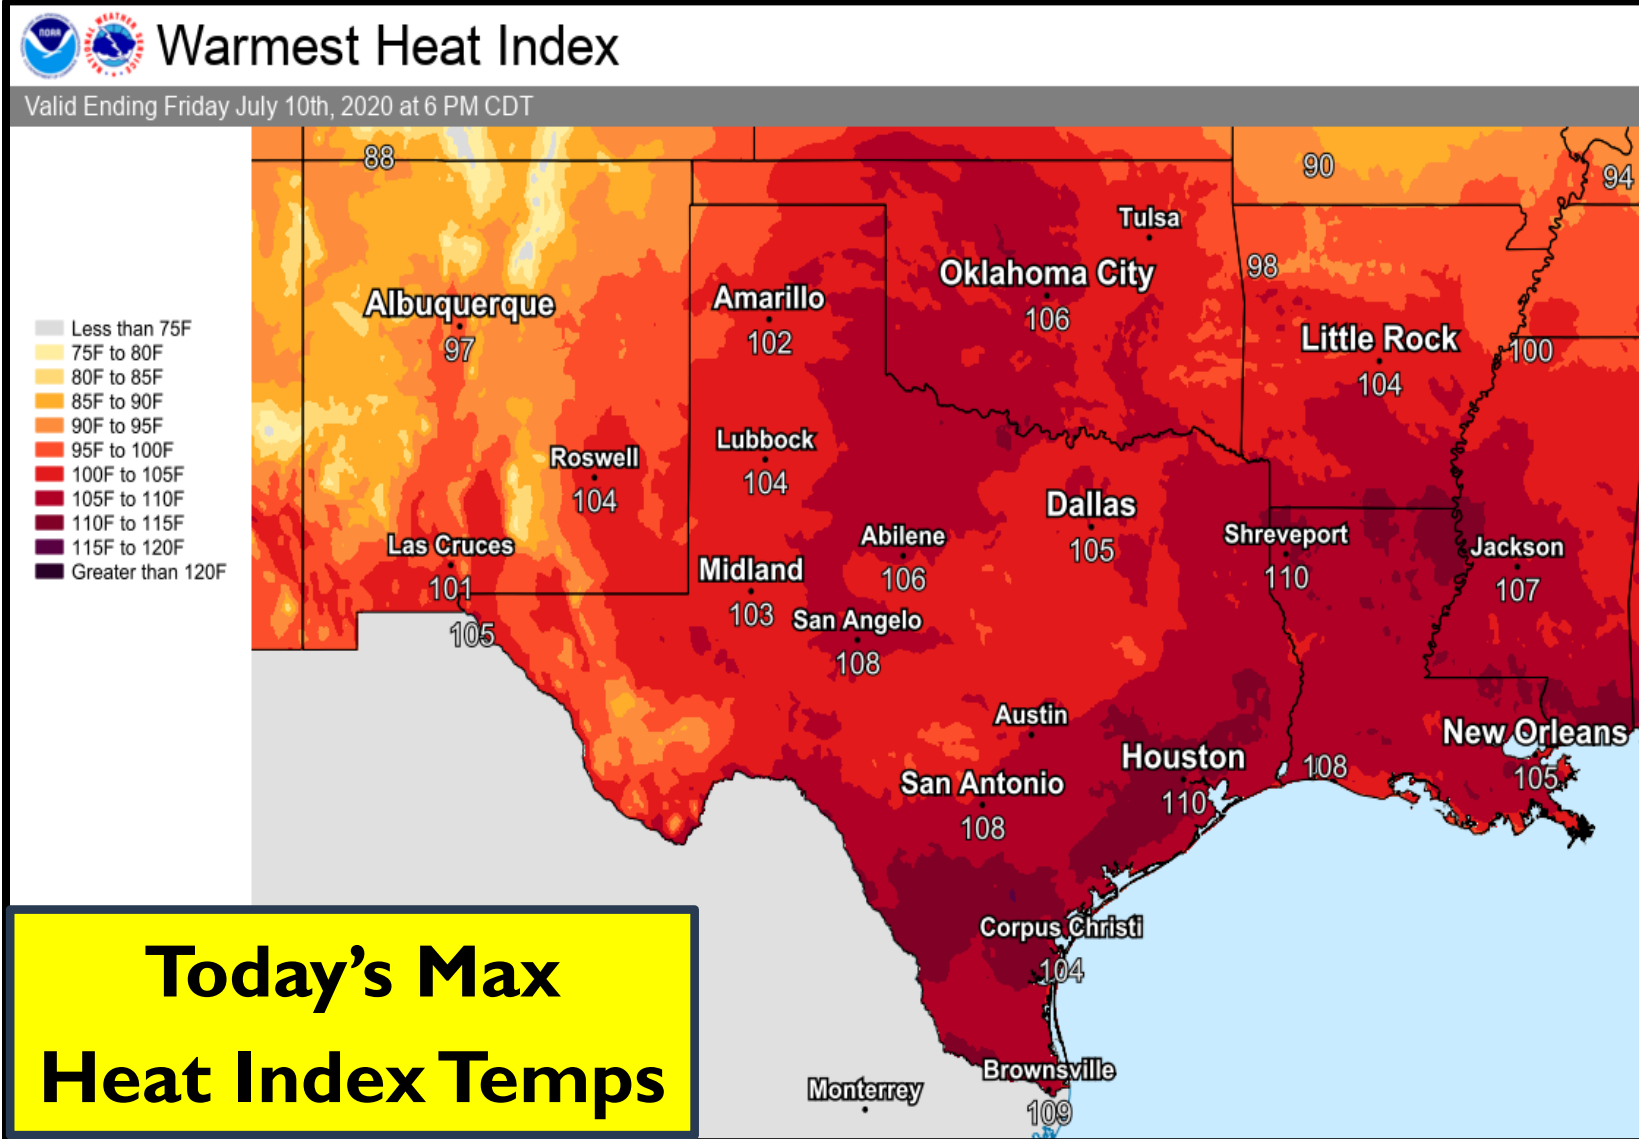 Warmest Heat Index
Valid Ending Friday July 10th, 2020 at 6 PM CDT
88
90
94
Tulsa
98
Oklahoma City
106
Albuquerque
97
Amarillo
102
Little Rock
104
100
Less than 75F
75F to 80F
80F to 85F
85F to 90F
90F to 95F
95F to 100F
100F to 105F
105F to 110F
110F to 115F
115F to 120F
Greater than 120F
Roswell
104
Lubbock
104
Dallas
105
Abilene
106
Shreveport
110
Jackson
107
Las Cruces
101
105
Midland
103
San Angelo
108
Austin
Houston
110
New Orleans
105
108
San Antonio
108
Corpus Christi
104
Brownsville
109
Monterrey
Today’s Max
Heat Index Temps